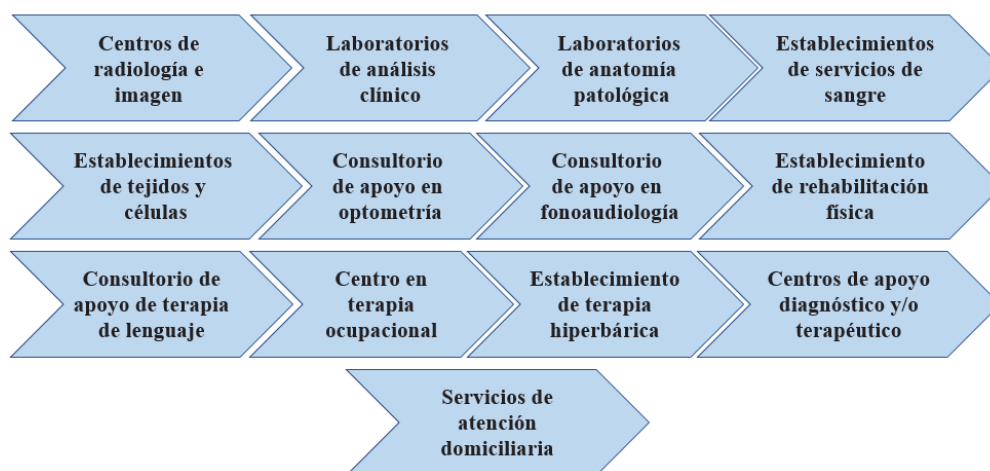 Centros de
radiología e
imagen
Laboratorios
de análisis
clínico
Laboratorios
de anatomía
patológica
Establecimientos
de servicios de
sangre
Establecimientos
de tejidos y
células
Consultorio
de apoyo en
optometría
Consultorio
de apoyo en
fonoaudiología
Establecimiento
de rehabilitación
física
Consultorio de
apoyo de terapia
de lenguaje
Centro en
terapia
ocupacional
Establecimiento
de terapia
hiperbárica
Centros de apoyo
diagnóstico y/o
terapéutico
Servicios de
atención
domiciliaria